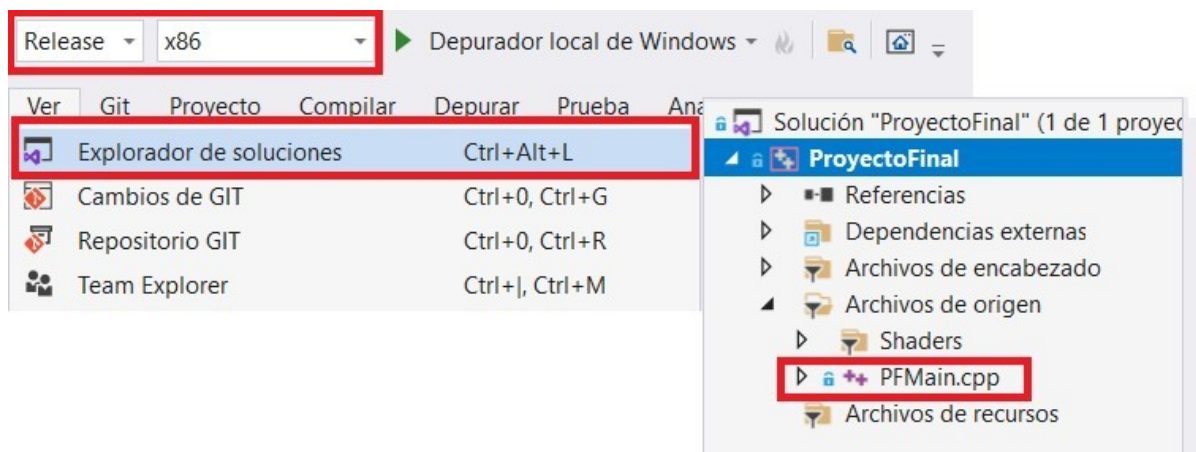 Release x86 Depurador local de Windows
Ver Git Proyecto Compilar Depurar Prueba Ana
Explorador de soluciones Ctrl+Alt+L
Cambios de GIT Ctrl+0, Ctrl+G
Repositorio GIT Ctrl+0, Ctrl+R
Team Explorer Ctrl+|, Ctrl+M
Solución "ProyectoFinal" (1 de 1 proyec
ProyectoFinal
Referencias
Dependencias externas
Archivos de encabezado
Archivos de origen
Shaders
PFMain.cpp
Archivos de recursos